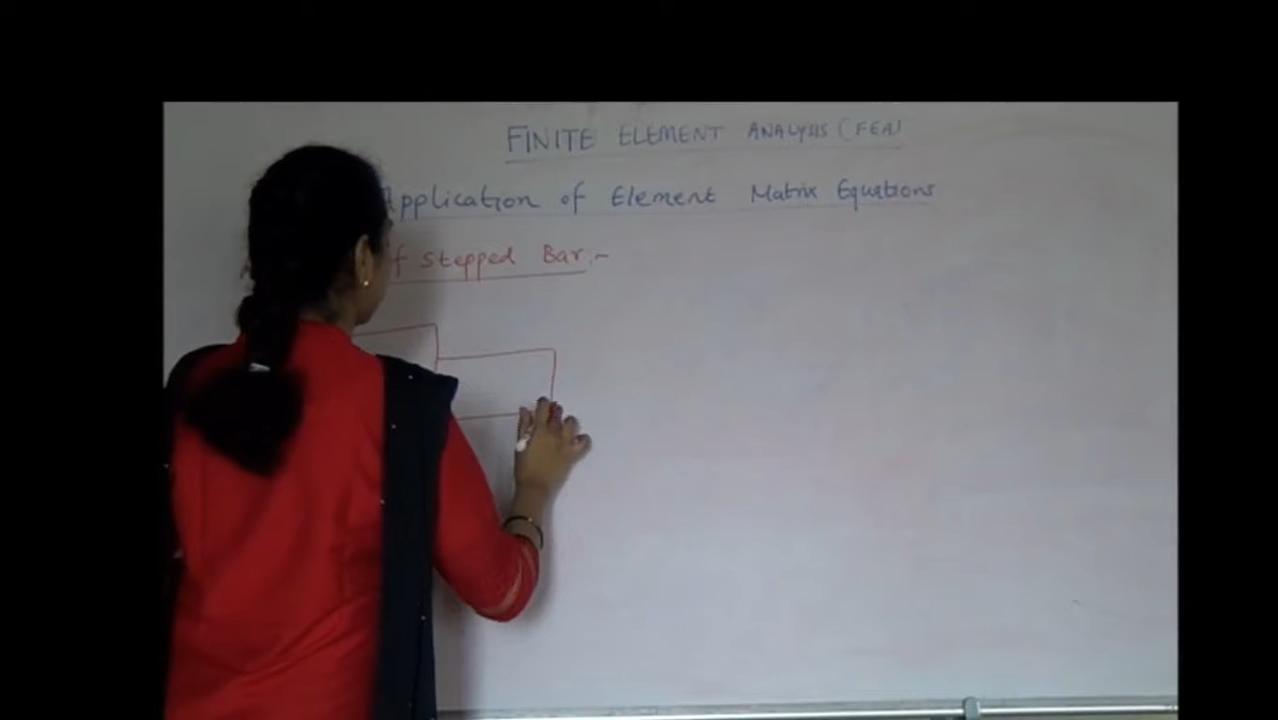 FINITE ELEMENT ANALYSIS (FEA)
Application of Element Matrix Equations
Stepped Bar :-